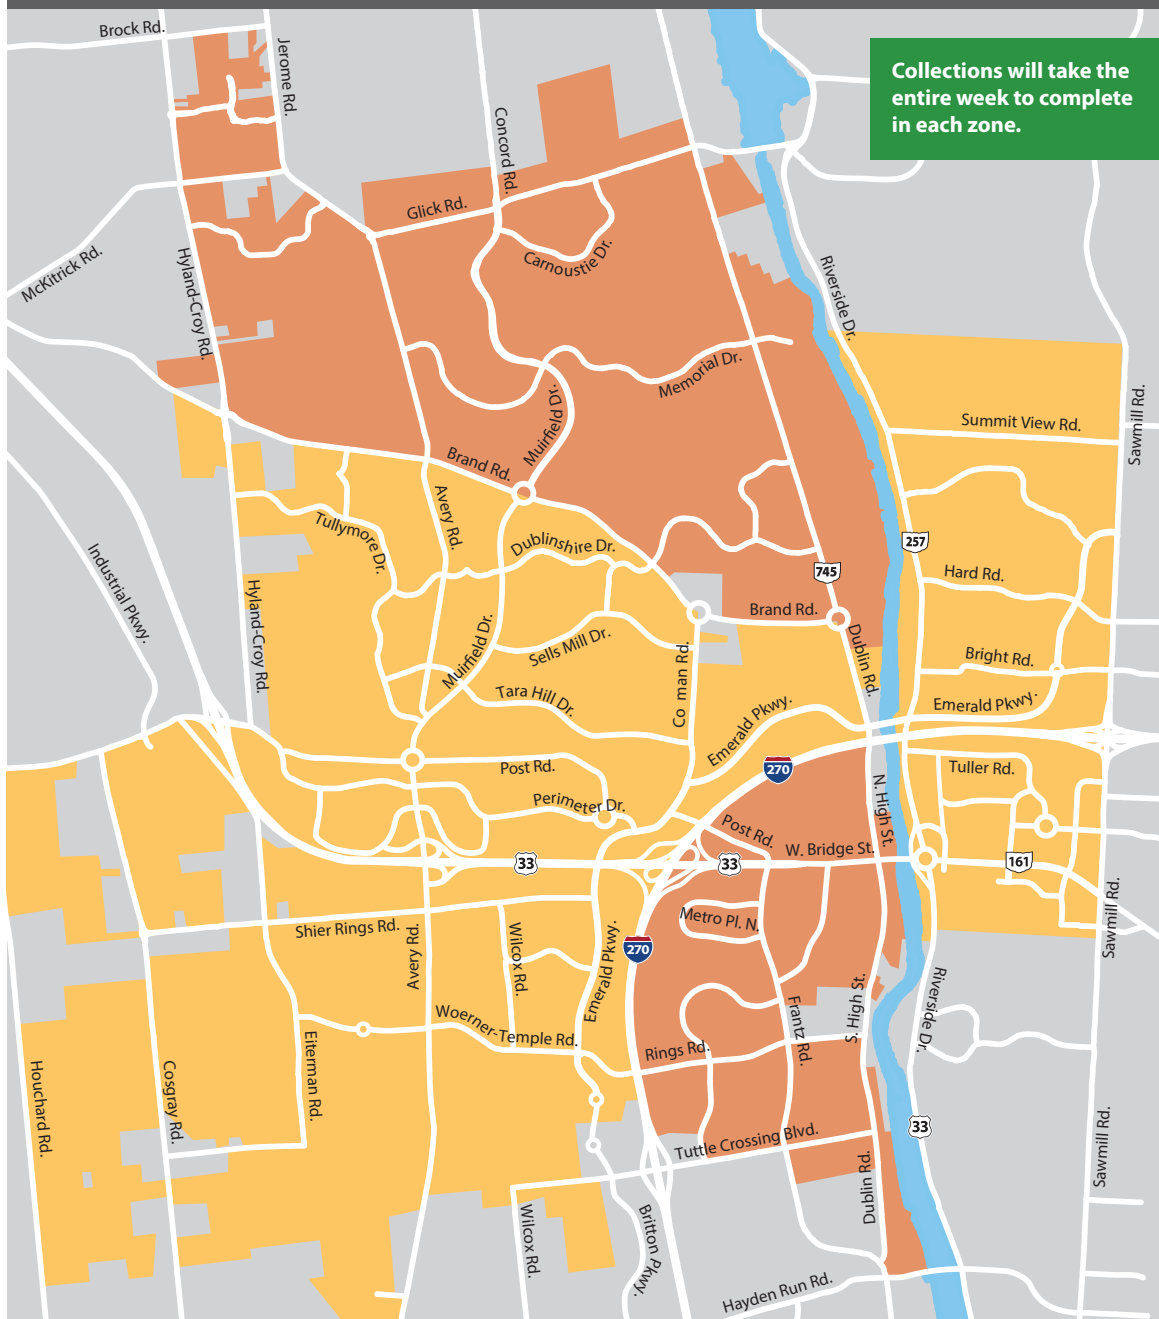 Brock Rd.
Jerome Rd.
Concord Rd.
Collections will take the
entire week to complete
in each zone.
Glick Rd.
McKitrick Rd.
Hyland-Croy Rd.
Carnoustie Dr.
Riverside Dr.
Memorial Dr.
Muirfield Dr.
Summit View Rd.
Sawmill Rd.
Brand Rd.
Avery Rd.
Tullymore Dr.
Dublinshire Dr.
257
745
Industrial Pkwy.
Hyland-Croy Rd.
Hard Rd.
Brand Rd.
Muirfield Dr.
Sells Mill Dr.
Dublin Rd.
Bright Rd.
Co man Rd.
Tara Hill Dr.
Emerald Pkwy.
Emerald Pkwy.
Post Rd.
270
Tuller Rd.
N. High St.
Perimeter Dr.
Post Rd.
W. Bridge St.
33
33
161
Sawmill Rd.
Shier Rings Rd.
Avery Rd.
Wilcox Rd.
Emerald Pkwy.
Metro Pl. N.
270
Riverside Dr.
S. High St.
Frantz Rd.
Woerner-Temple Rd.
Rings Rd.
Houchard Rd.
Cosgray Rd.
Eiterman Rd.
33
Tuttle Crossing Blvd.
Sawmill Rd.
Dublin Rd.
Wilcox Rd.
Britton Pkwy.
Hayden Run Rd.